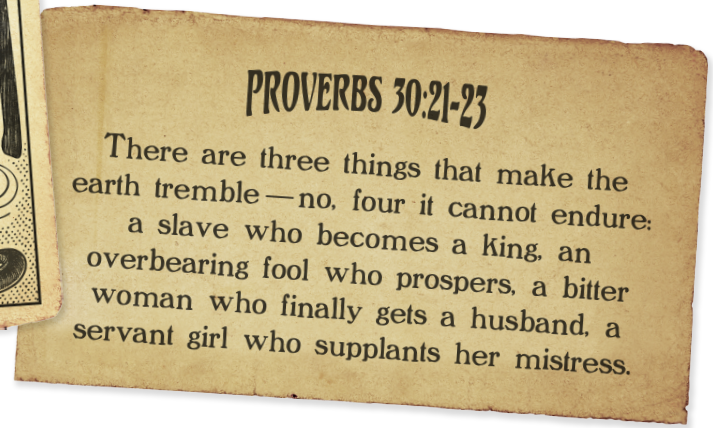 PROVERBS 30:21-23
There are three things that make the
earth tremble — no, four it cannot endure:
a slave who becomes a king, an
overbearing fool who prospers, a bitter
woman who finally gets a husband, a
servant girl who supplants her mistress.